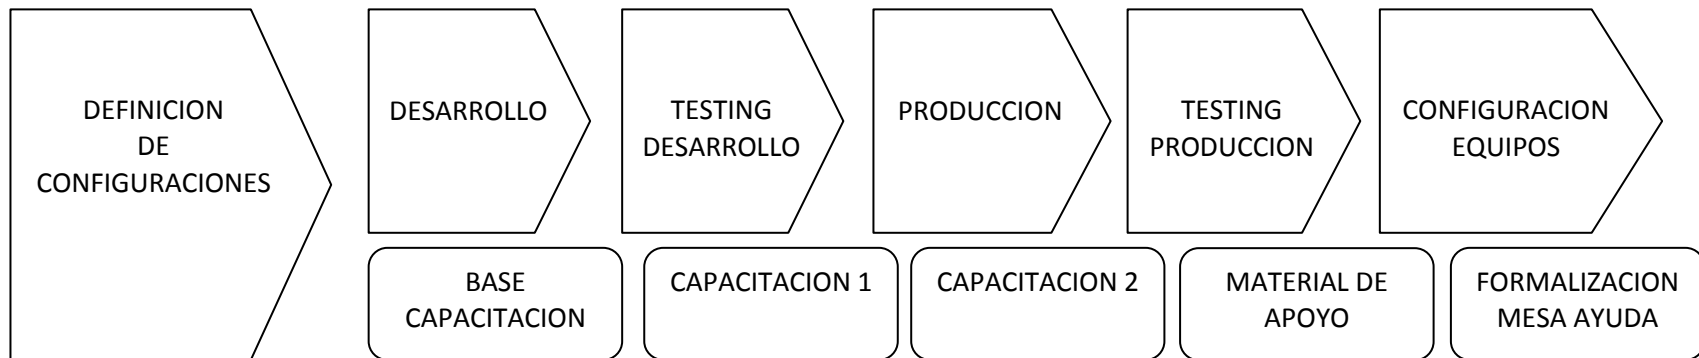 DEFINICION
DE
CONFIGURACIONES
DESARROLLO
TESTING
DESARROLLO
PRODUCCION
TESTING
PRODUCCION
CONFIGURACION
EQUIPOS
BASE
CAPACITACION
CAPACITACION 1
CAPACITACION 2
MATERIAL DE
APOYO
FORMALIZACION
MESA AYUDA